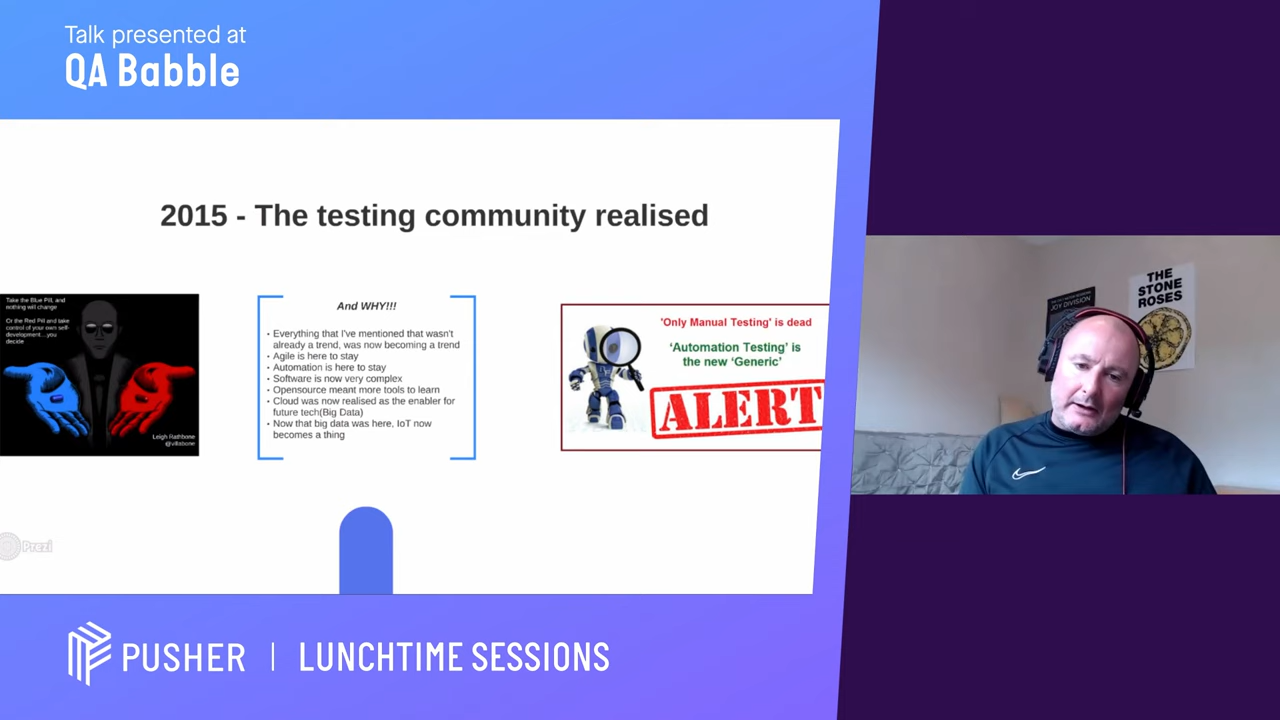 Talk presented at
QA Babble
2015 - The testing community realised
Take the Blue Pill, and
nothing will change
Or the Red Pill and take
control of your own self-
development....you
decide
Leigh Rathbone
@villabone
And WHY!!!
• Everything that I've mentioned that wasn't
already a trend, was now becoming a trend
• Agile is here to stay
• Automation is here to stay
• Software is now very complex
• Opensource meant more tools to learn
• Cloud was now realised as the enabler for
future tech(Big Data)
• Now that big data was here, IoT now
becomes a thing
'Only Manual Testing' is dead
'Automation Testing' is
the new 'Generic'
ALERT
Prezi
THE
STONE
ROSES
JOY DIVISION
PUSHER | LUNCHTIME SESSIONS